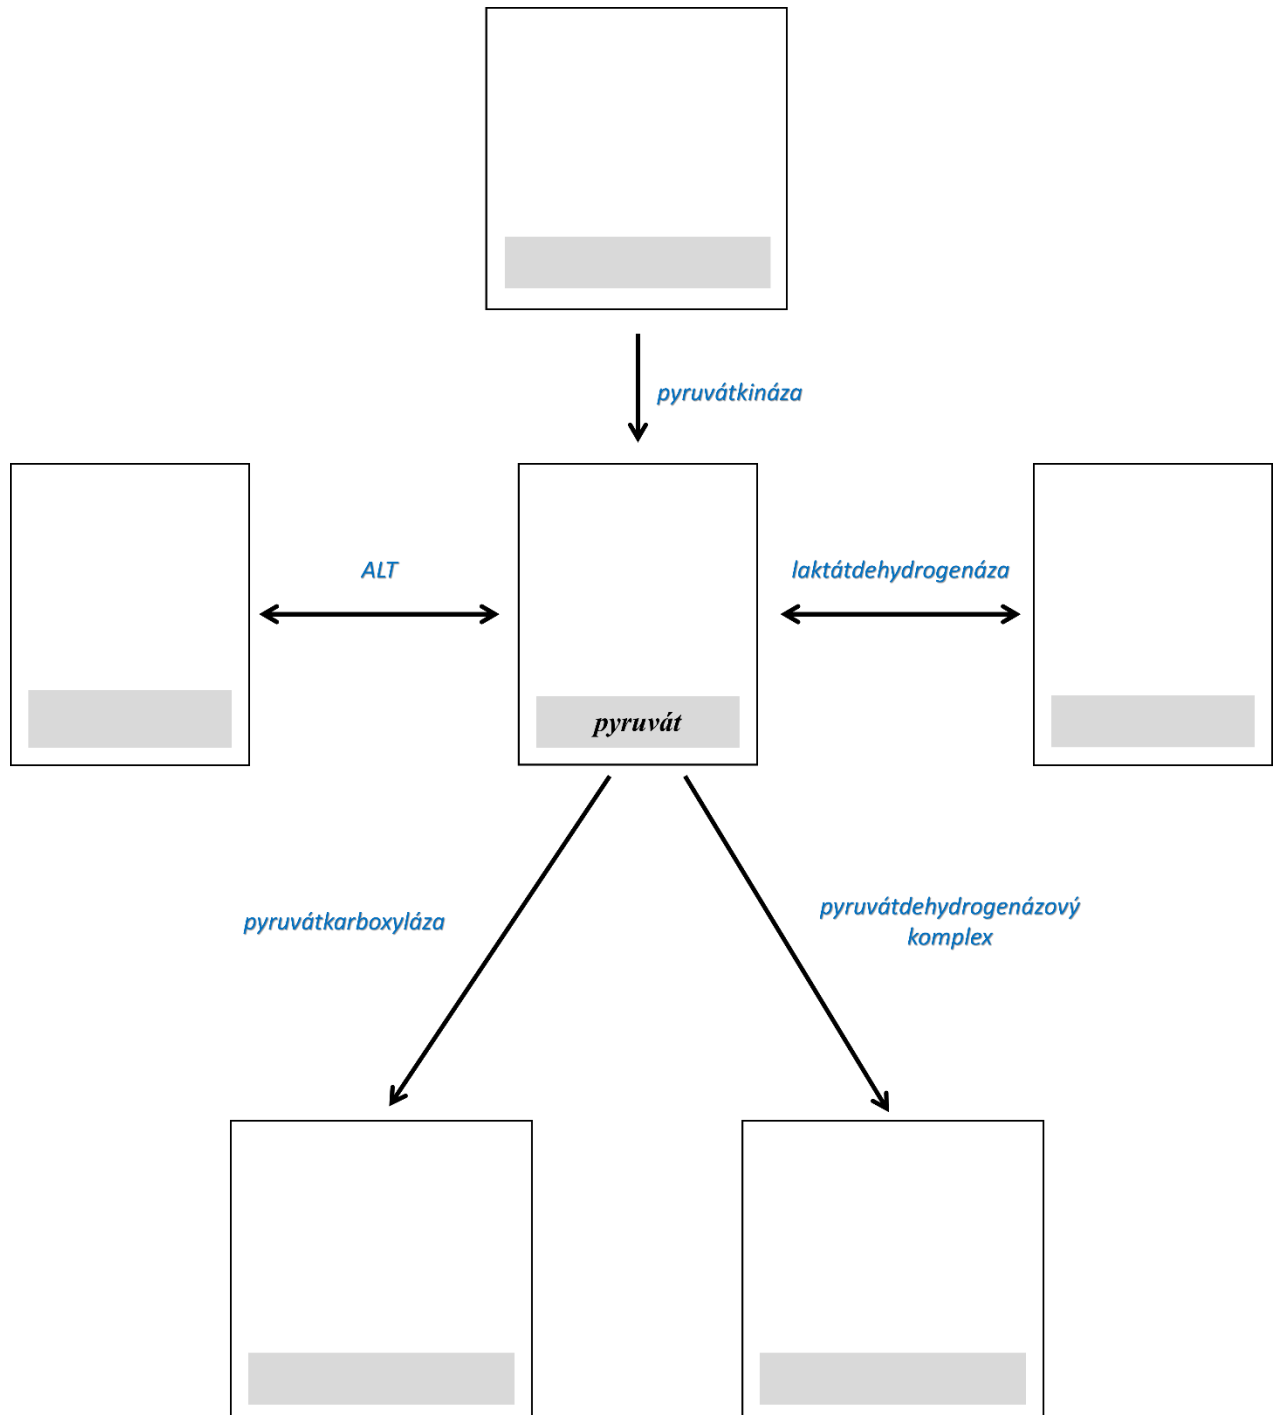 pyruvátkináza
ALT
laktátdehydrogenáza
pyruvát
pyruvátkarboxyláza
pyruvátdehydrogenázový
komplex